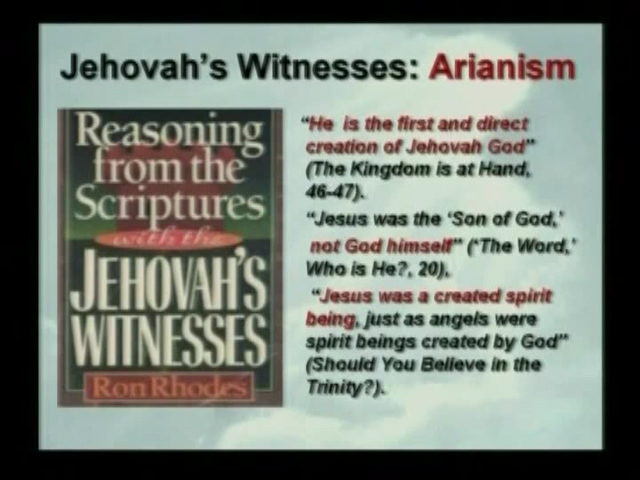 Jehovah's Witnesses: Arianism
Reasoning
from the
Scriptures
with the
JEHOVAH'S
WITNESSES
Ron Rhodes
"He is the first and direct
creation of Jehovah God"
(The Kingdom is at Hand,
46-47).
"Jesus was the 'Son of God,'
not God himself" ('The Word,'
Who is He?, 20),
"Jesus was a created spirit
being, just as angels were
spirit beings created by God"
(Should You Believe in the
Trinity?).